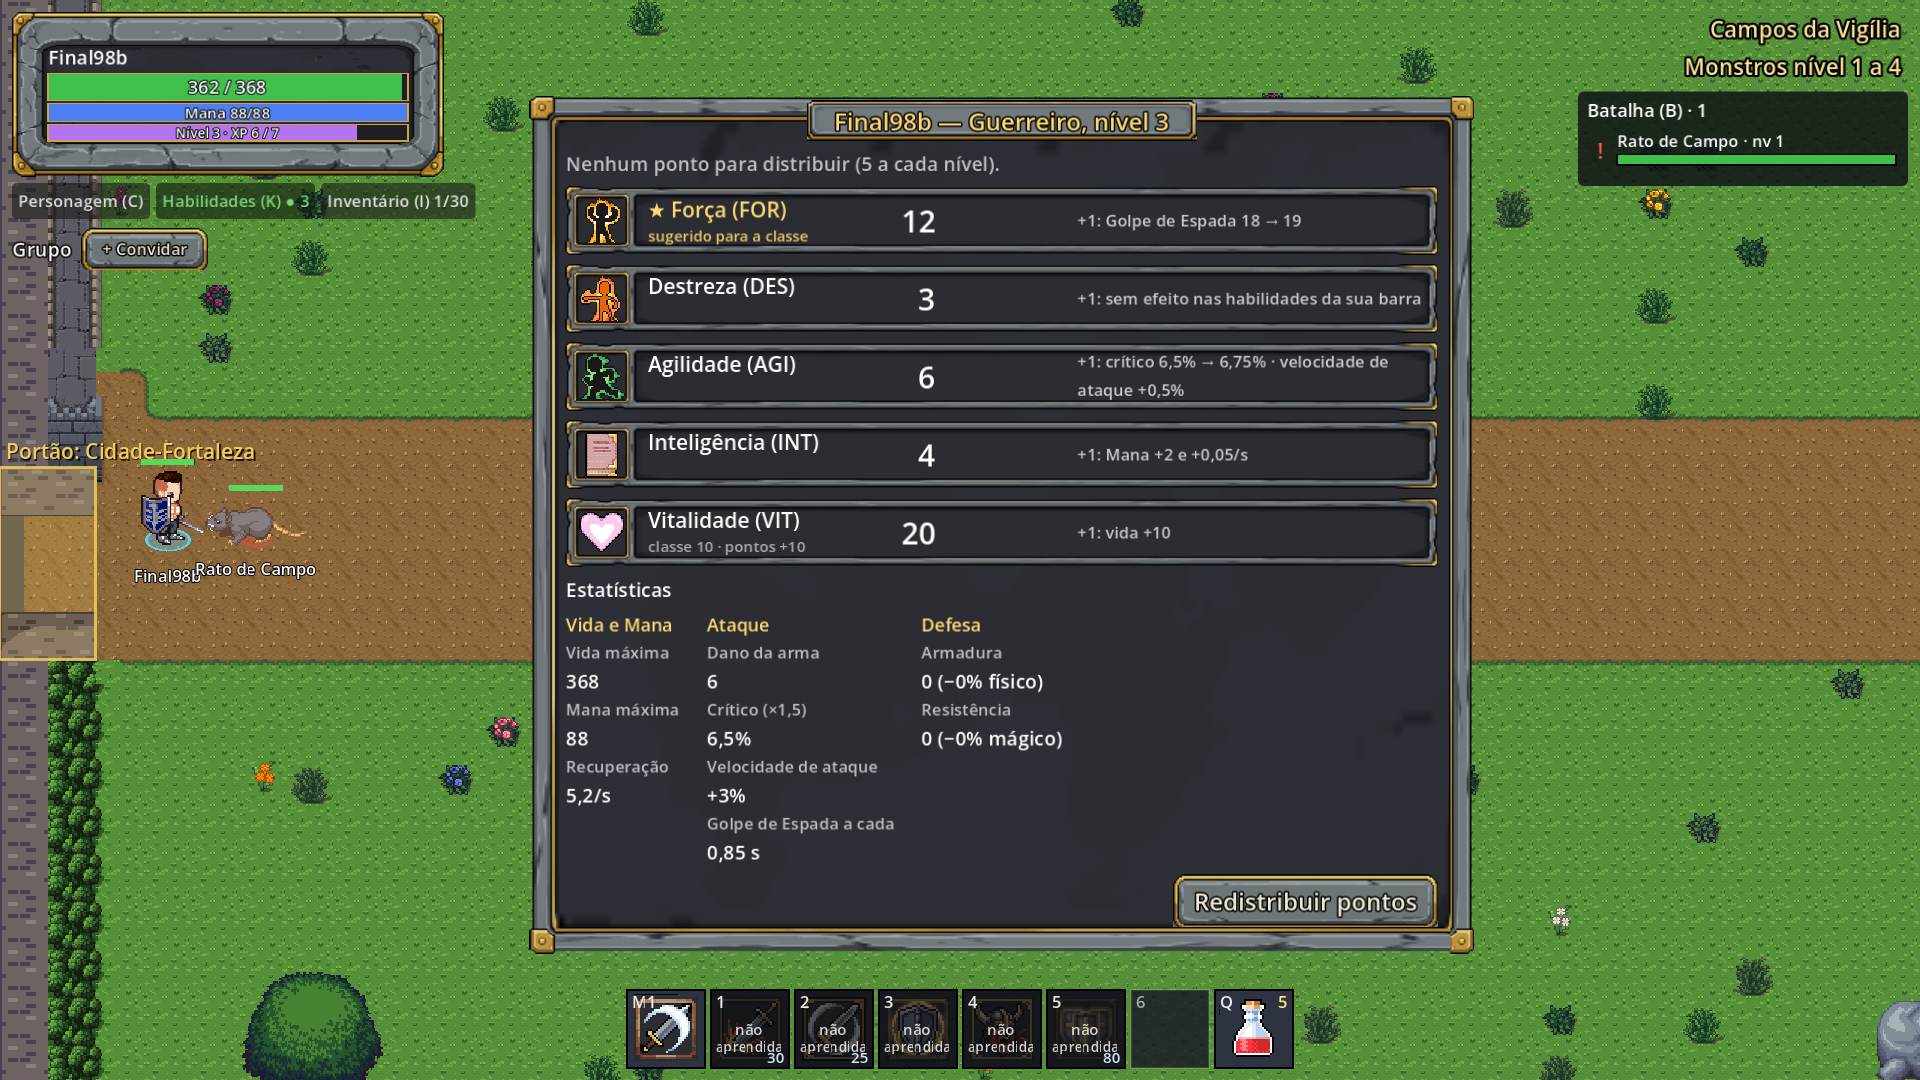 Final98b
362 / 368
Mana 88/88
Nível 3 · XP 6 / 7
Personagem (C)
Habilidades (K) ● 3
Inventário (I) 1/30
Grupo
+ Convidar
Campos da Vigília
Monstros nível 1 a 4
Batalha (B) · 1
! Rato de Campo · nv 1
Portão: Cidade-Fortaleza
Final98b
Rato de Campo
Final98b — Guerreiro, nível 3
Nenhum ponto para distribuir (5 a cada nível).
★ Força (FOR)
sugerido para a classe
12
+1: Golpe de Espada 18 → 19
Destreza (DES)
3
+1: sem efeito nas habilidades da sua barra
Agilidade (AGI)
6
+1: crítico 6,5% → 6,75% · velocidade de
ataque +0,5%
Inteligência (INT)
4
+1: Mana +2 e +0,05/s
Vitalidade (VIT)
classe 10 · pontos +10
20
+1: vida +10
Estatísticas
Vida e Mana
Vida máxima
368
Mana máxima
88
Recuperação
5,2/s
Ataque
Dano da arma
6
Crítico (×1,5)
6,5%
Velocidade de ataque
+3%
Golpe de Espada a cada
0,85 s
Defesa
Armadura
0 (−0% físico)
Resistência
0 (−0% mágico)
Redistribuir pontos
M1
1
não
aprendida
30
2
não
aprendida
25
3
não
aprendida
4
não
aprendida
5
não
aprendida
80
6
Q
5